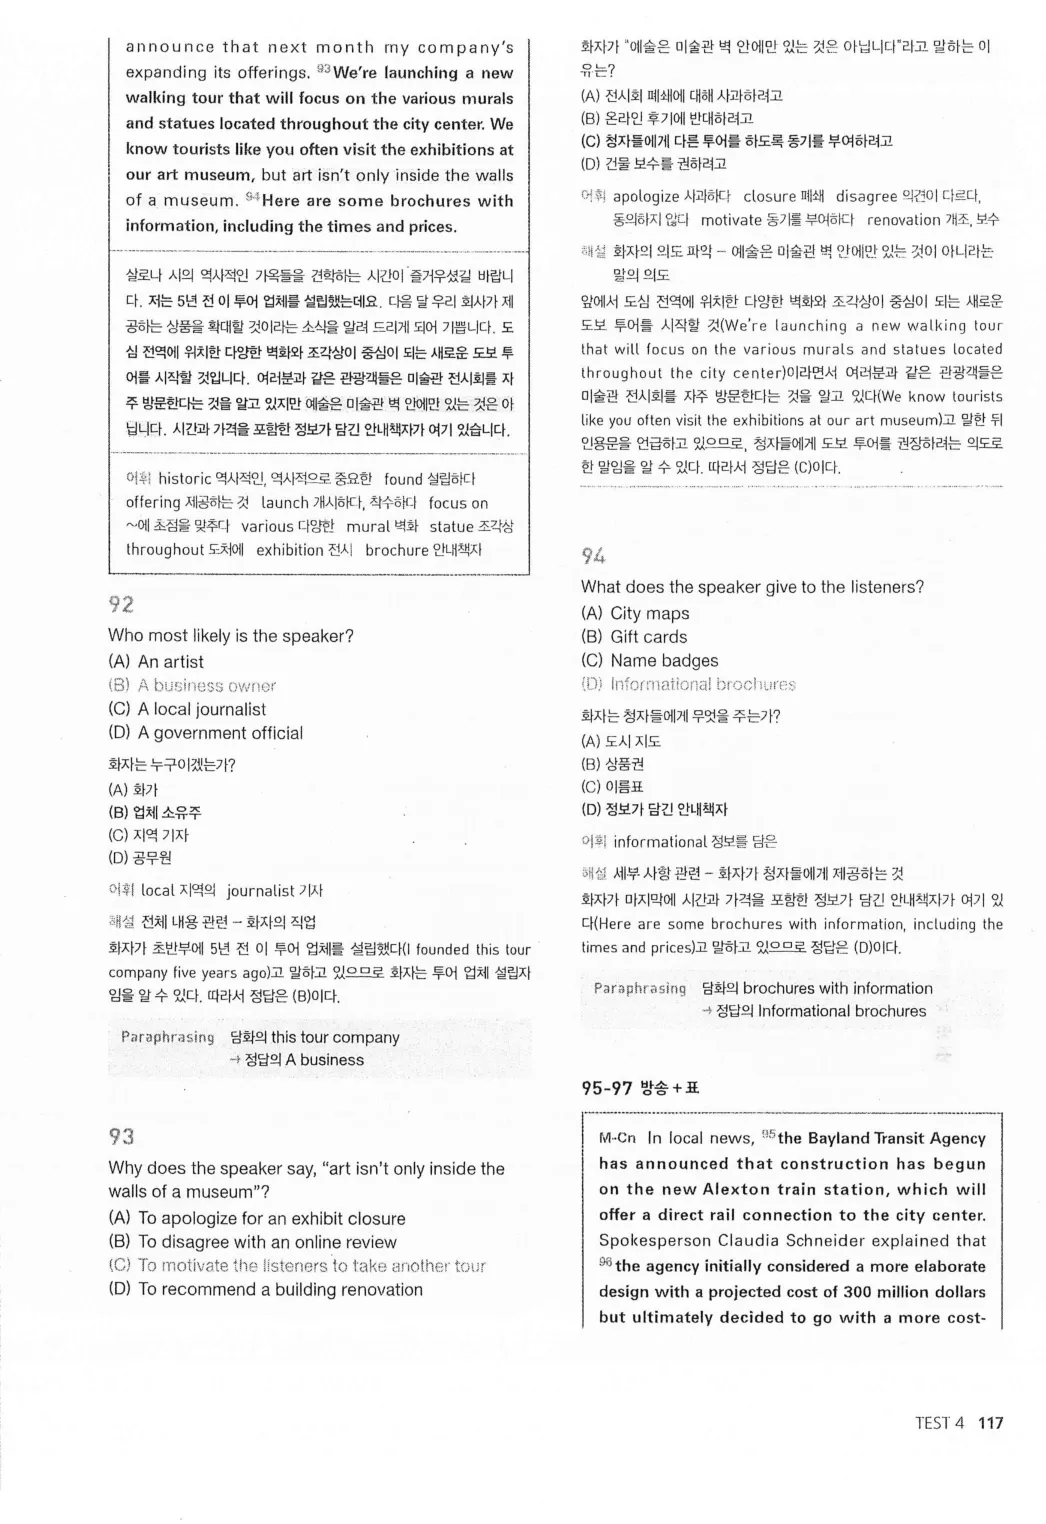 announce that next month my company's
expanding its offerings. 93We're launching a new
walking tour that will focus on the various murals
and statues located throughout the city center. We
know tourists like you often visit the exhibitions at
our art museum, but art isn't only inside the walls
of a museum. 94Here are some brochures with
information, including the times and prices.
살로나 시의 역사적인 가옥들을 견학하는 시간이 즐거우셨길 바랍니
다. 저는 5년 전 이 투어 업체를 설립했는데요. 다음 달 우리 회사가 제
공하는 상품을 확대할 것이라는 소식을 알려 드리게 되어 기쁩니다. 도
심 전역에 위치한 다양한 벽화와 조각상이 중심이 되는 새로운 도보 투
어를 시작할 것입니다. 여러분과 같은 관광객들은 미술관 전시회를 자
주 방문한다는 것을 알고 있지만 예술은 미술관 벽 안에만 있는 것은 아
닙니다. 시간과 가격을 포함한 정보가 담긴 안내책자가 여기 있습니다.
어휘 historic 역사적인, 역사적으로 중요한 found 설립하다
offering 제공하는 것 launch 개시하다, 착수하다 focus on
~에 초점을 맞추다 various 다양한 mural 벽화 statue 조각상
throughout 도처에 exhibition 전시 brochure 안내책자
92
Who most likely is the speaker?
(A) An artist
(B) A business owner
(C) A local journalist
(D) A government official
화자는 누구이겠는가?
(A) 화가
(B) 업체 소유주
(C) 지역 기자
(D) 공무원
어휘 local 지역의 journalist 기자
해설 전체 내용 관련 – 화자의 직업
화자가 초반부에 5년 전 이 투어 업체를 설립했다(I founded this tour
company five years ago)고 말하고 있으므로 화자는 투어 업체 설립자
임을 알 수 있다. 따라서 정답은 (B)이다.
Paraphrasing 담화의 this tour company
→ 정답의 A business
93
Why does the speaker say, “art isn't only inside the
walls of a museum”?
(A) To apologize for an exhibit closure
(B) To disagree with an online review
(C) To motivate the listeners to take another tour
(D) To recommend a building renovation
화자가 “예술은 미술관 벽 안에만 있는 것은 아닙니다”라고 말하는 이
유는?
(A) 전시회 폐쇄에 대해 사과하려고
(B) 온라인 후기에 반대하려고
(C) 청자들에게 다른 투어를 하도록 동기를 부여하려고
(D) 건물 보수를 권하려고
어휘 apologize 사과하다 closure 폐쇄 disagree 의견이 다르다,
동의하지 않다 motivate 동기를 부여하다 renovation 개조, 보수
해설 화자의 의도 파악 – 예술은 미술관 벽 안에만 있는 것이 아니라는
말의 의도
앞에서 도심 전역에 위치한 다양한 벽화와 조각상이 중심이 되는 새로운
도보 투어를 시작할 것(We're launching a new walking tour
that will focus on the various murals and statues located
throughout the city center)이라면서 여러분과 같은 관광객들은
미술관 전시회를 자주 방문한다는 것을 알고 있다(We know tourists
like you often visit the exhibitions at our art museum)고 말한 뒤
인용문을 언급하고 있으므로, 청자들에게 도보 투어를 권장하려는 의도로
한 말임을 알 수 있다. 따라서 정답은 (C)이다.
94
What does the speaker give to the listeners?
(A) City maps
(B) Gift cards
(C) Name badges
(D) Informational brochures
화자는 청자들에게 무엇을 주는가?
(A) 도시 지도
(B) 상품권
(C) 이름표
(D) 정보가 담긴 안내책자
어휘 informational 정보를 담은
해설 세부 사항 관련 – 화자가 청자들에게 제공하는 것
화자가 마지막에 시간과 가격을 포함한 정보가 담긴 안내책자가 여기 있
다(Here are some brochures with information, including the
times and prices)고 말하고 있으므로 정답은 (D)이다.
Paraphrasing 담화의 brochures with information
→ 정답의 Informational brochures
95-97 방송 + 표
M-Cn In local news, 95the Bayland Transit Agency
has announced that construction has begun
on the new Alexton train station, which will
offer a direct rail connection to the city center.
Spokesperson Claudia Schneider explained that
96the agency initially considered a more elaborate
design with a projected cost of 300 million dollars
but ultimately decided to go with a more cost-
TEST 4 117